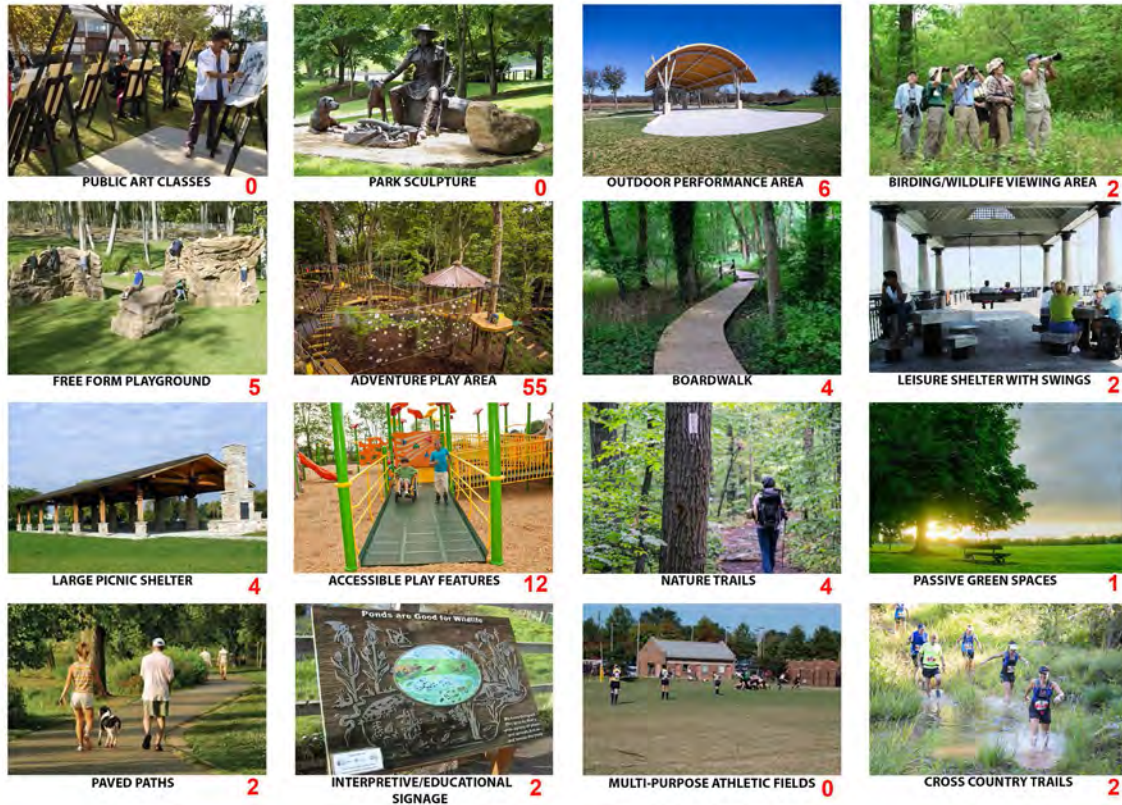 PUBLIC ART CLASSES 0
PARK SCULPTURE 0
OUTDOOR PERFORMANCE AREA 6
BIRDING/WILDLIFE VIEWING AREA 2
FREE FORM PLAYGROUND 5
ADVENTURE PLAY AREA 55
BOARDWALK 4
LEISURE SHELTER WITH SWINGS 2
LARGE PICNIC SHELTER 4
ACCESSIBLE PLAY FEATURES 12
NATURE TRAILS 4
PASSIVE GREEN SPACES 1
PAVED PATHS 2
Ponds are Good for Wildlife
INTERPRETIVE/EDUCATIONAL
SIGNAGE 2
MULTI-PURPOSE ATHLETIC FIELDS 0
CROSS COUNTRY TRAILS 2